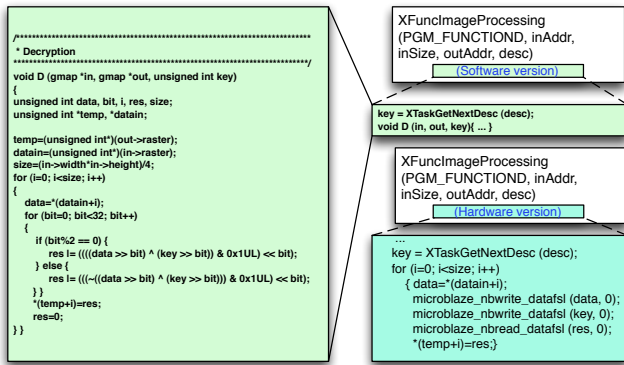 /******************************************************************************
* Decryption
******************************************************************************/
void D (gmap *in, gmap *out, unsigned int key)
{
unsigned int data, bit, i, res, size;
unsigned int *temp, *datain;
temp=(unsigned int*)(out->raster);
datain=(unsigned int*)(in->raster);
size=(in->width*in->height)/4;
for (i=0; i<size; i++)
{
data=*(datain+i);
for (bit=0; bit<32; bit++)
{
if (bit%2 == 0) {
res |= ((((data >> bit) ^ (key >> bit)) & 0x1UL) << bit);
} else {
res |= (((~((data >> bit) ^ (key >> bit))) & 0x1UL) << bit);
} }
*(temp+i)=res;
res=0;
} }
XFuncImageProcessing
(PGM_FUNCTIOND, inAddr,
inSize, outAddr, desc)
(Software version)
key = XTaskGetNextDesc (desc);
void D (in, out, key){ ... }
XFuncImageProcessing
(PGM_FUNCTIOND, inAddr,
inSize, outAddr, desc)
(Hardware version)
...
key = XTaskGetNextDesc (desc);
for (i=0; i<size; i++)
{ data=*(datain+i);
microblaze_nbwrite_datafsl (data, 0);
microblaze_nbwrite_datafsl (key, 0);
microblaze_nbread_datafsl (res, 0);
*(temp+i)=res;}